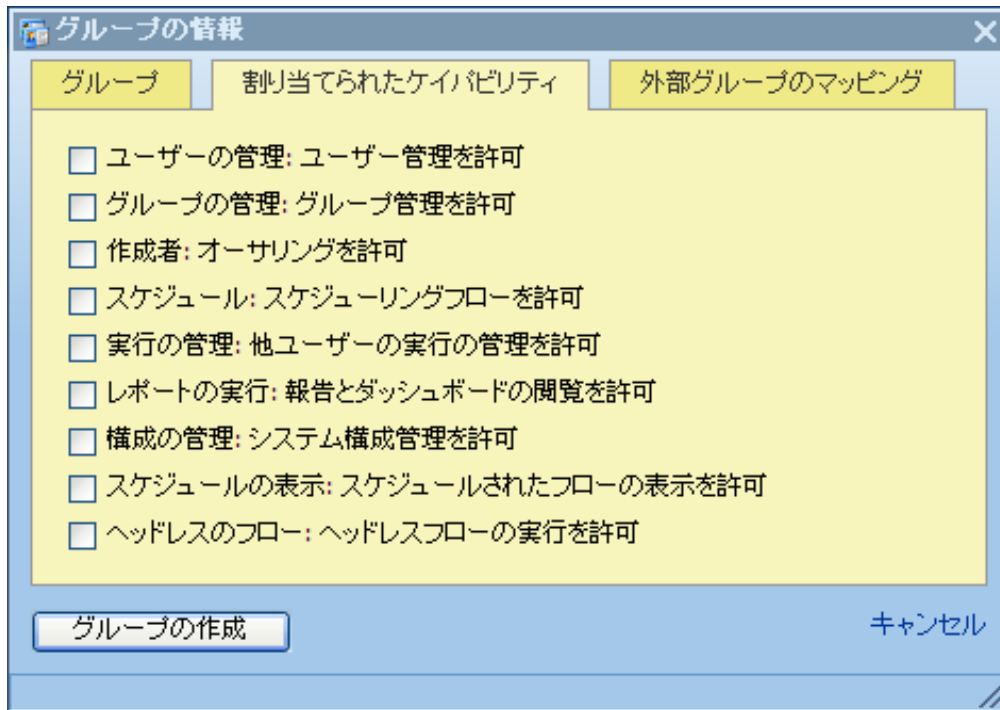 グループの情報
グループ 割り当てられたケイパビリティ 外部グループのマッピング
ユーザーの管理: ユーザー管理を許可
グループの管理: グループ管理を許可
作成者: オーサリングを許可
スケジュール: スケジューリングフローを許可
実行の管理: 他ユーザーの実行の管理を許可
レポートの実行: 報告とダッシュボードの閲覧を許可
構成の管理: システム構成管理を許可
スケジュールの表示: スケジュールされたフローの表示を許可
ヘッドレスのフロー: ヘッドレスフローの実行を許可
グループの作成 キャンセル